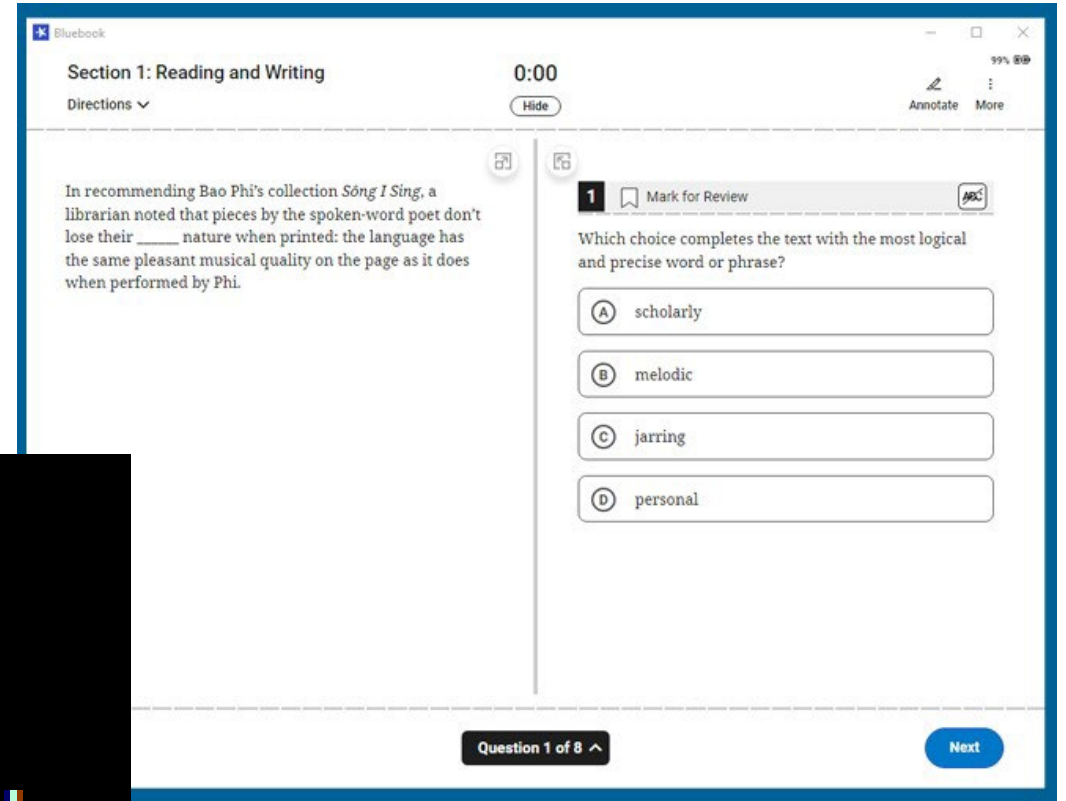 Bluebook
Section 1: Reading and Writing
0:00
99%
Directions
Hide
Annotate
More
In recommending Bao Phi's collection Sông I Sing, a
librarian noted that pieces by the spoken-word poet don't
lose their ______ nature when printed: the language has
the same pleasant musical quality on the page as it does
when performed by Phi.
1
Mark for Review
ABC
Which choice completes the text with the most logical
and precise word or phrase?
A scholarly
B melodic
C jarring
D personal
Question 1 of 8
Next